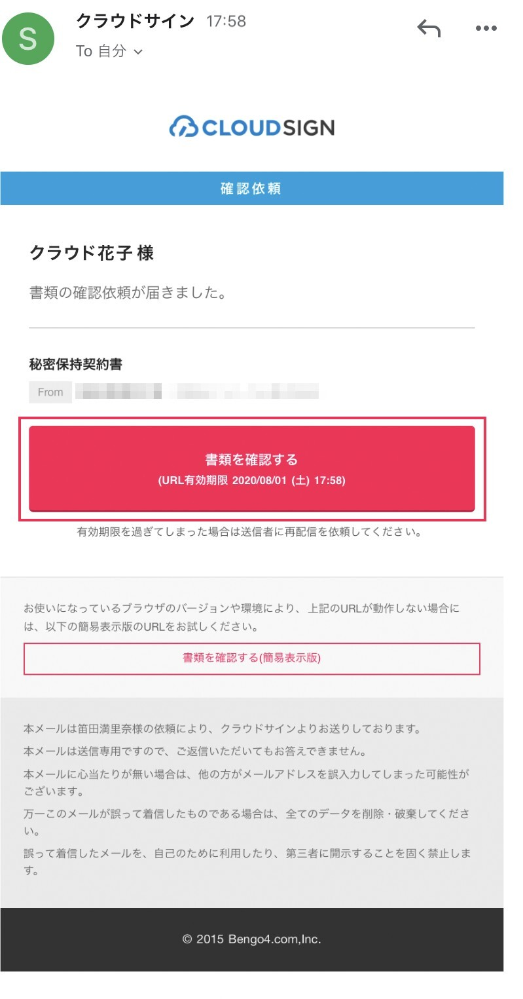 S
クラウドサイン 17:58
To 自分
CLOUDSIGN
確認依頼
クラウド花子 様
書類の確認依頼が届きました。
秘密保持契約書
From
書類を確認する
(URL有効期限 2020/08/01 (土) 17:58)
有効期限を過ぎてしまった場合は送信者に再配信を依頼してください。
お使いになっているブラウザのバージョンや環境により、上記のURLが動作しない場合に
は、以下の簡易表示版のURLをお試しください。
書類を確認する(簡易表示版)
本メールは笛田満里奈様の依頼により、クラウドサインよりお送りしております。
本メールは送信専用ですので、ご返信いただいてもお答えできません。
本メールに心当たりが無い場合は、他の方がメールアドレスを誤入力してしまった可能性が
ございます。
万一このメールが誤って着信したものである場合は、全てのデータを削除・破棄してくださ
い。
誤って着信したメールを、自己のために利用したり、第三者に開示することを固く禁止しま
す。
© 2015 Bengo4.com,Inc.